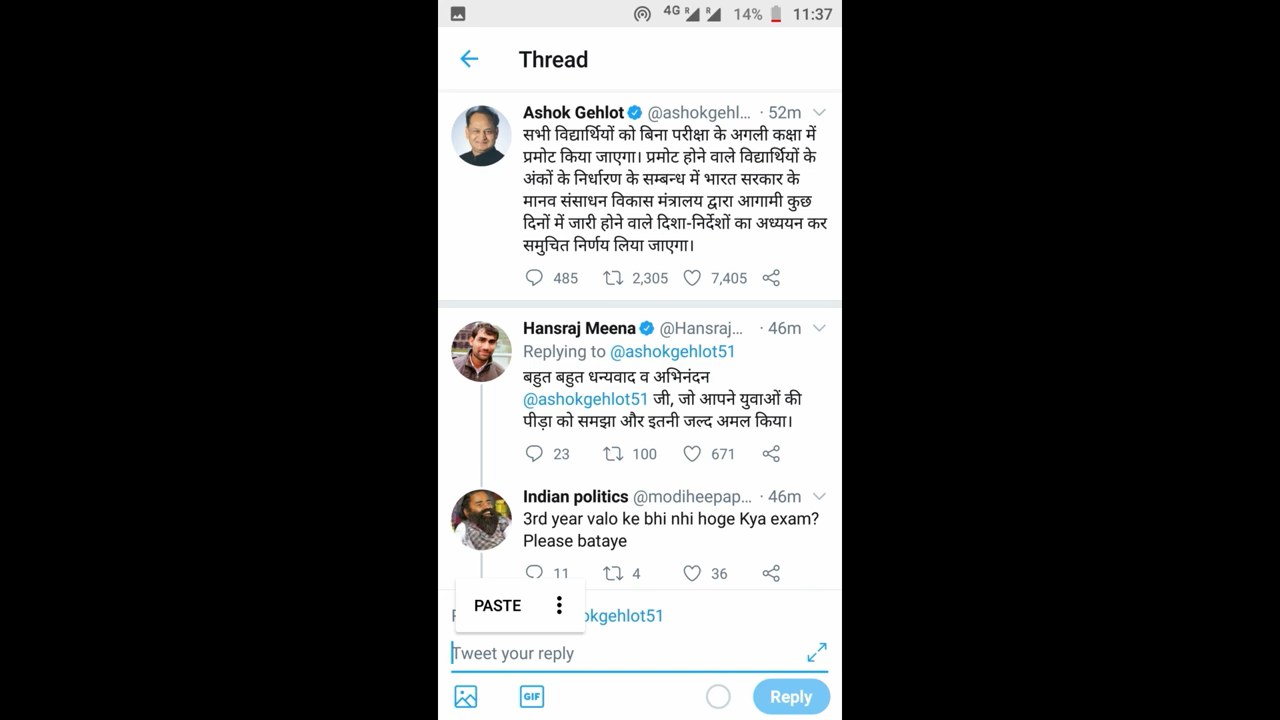 4G R R 14% 11:37
Thread
Ashok Gehlot @ashokgehl... · 52m
सभी विद्यार्थियों को बिना परीक्षा के अगली कक्षा में
प्रमोट किया जाएगा। प्रमोट होने वाले विद्यार्थियों के
अंकों के निर्धारण के सम्बन्ध में भारत सरकार के
मानव संसाधन विकास मंत्रालय द्वारा आगामी कुछ
दिनों में जारी होने वाले दिशा-निर्देशों का अध्ययन कर
समुचित निर्णय लिया जाएगा।
485 2,305 7,405
Hansraj Meena @Hansraj... · 46m
Replying to @ashokgehlot51
बहुत बहुत धन्यवाद व अभिनंदन
@ashokgehlot51 जी, जो आपने युवाओं की
पीड़ा को समझा और इतनी जल्द अमल किया।
23 100 671
Indian politics @modiheepap... · 46m
3rd year valo ke bhi nhi hoge Kya exam?
Please bataye
11 4 36
PASTE
okgehlot51
Tweet your reply
GIF Reply